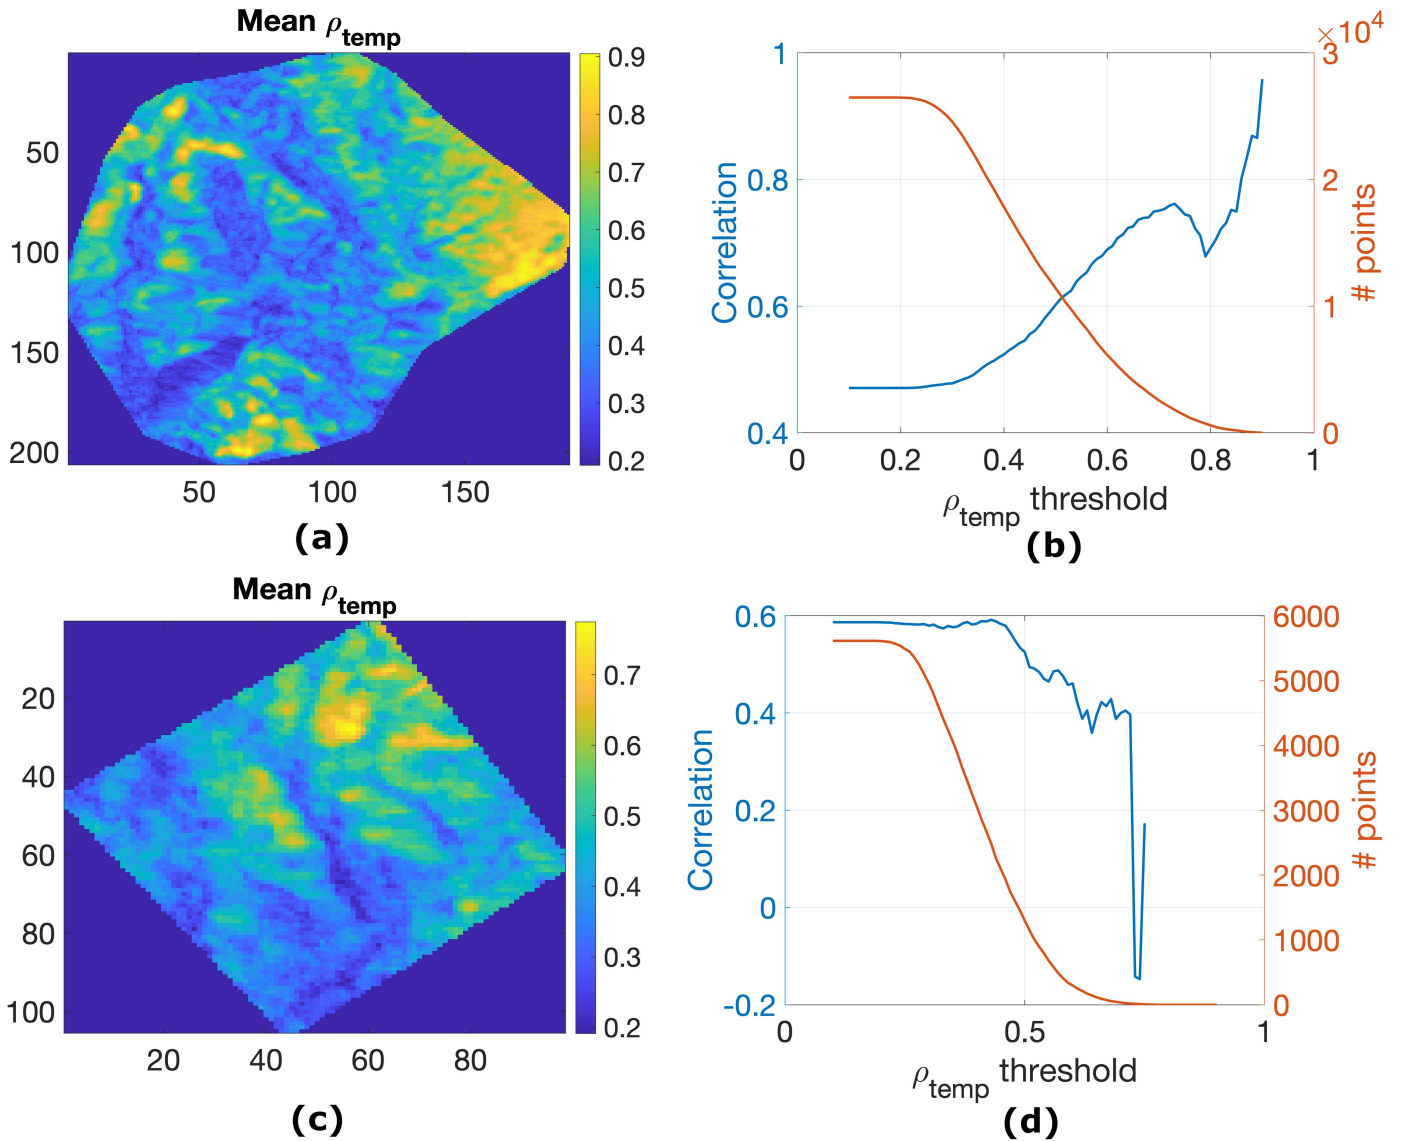 Mean ρtemp
50
100
150
200
50 100 150
0.9
0.8
0.7
0.6
0.5
0.4
0.3
0.2
(a)
×10⁴
1
0.8
0.6
0.4
Correlation
3
2
1
0
# points
0 0.2 0.4 0.6 0.8 1
ρtemp threshold
(b)
Mean ρtemp
20
40
60
80
100
20 40 60 80
0.7
0.6
0.5
0.4
0.3
0.2
(c)
0.6
0.4
0.2
0
-0.2
Correlation
6000
5000
4000
3000
2000
1000
0
# points
0 0.5 1
ρtemp threshold
(d)